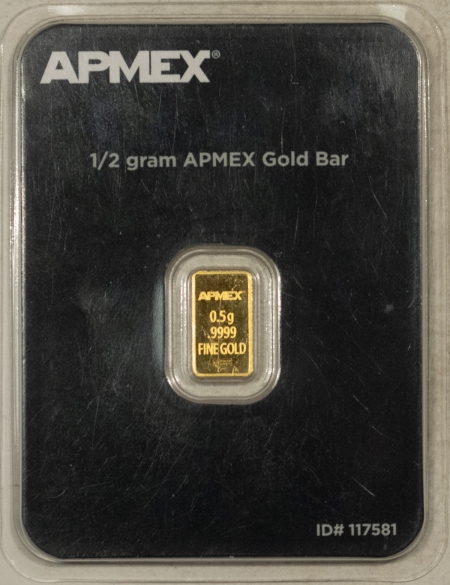 APMEX®
1/2 gram APMEX Gold Bar
APMEX
0.5g
.9999
FINE GOLD
ID# 117581